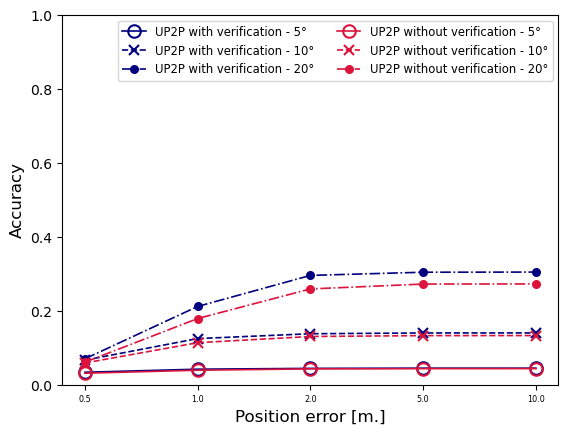 1.0
0.8
0.6
0.4
0.2
0.0
Accuracy
UP2P with verification - 5°
UP2P with verification - 10°
UP2P with verification - 20°
UP2P without verification - 5°
UP2P without verification - 10°
UP2P without verification - 20°
0.5 1.0 2.0 5.0 10.0
Position error [m.]